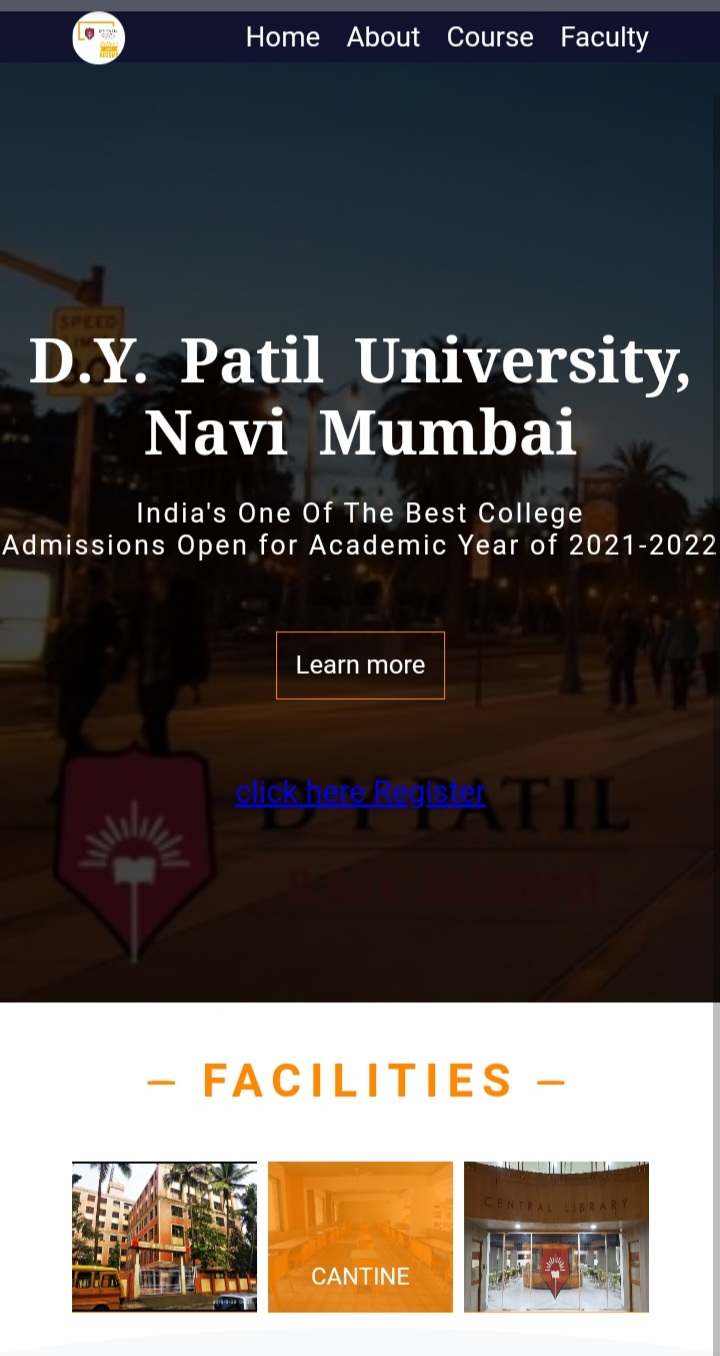 Home About Course Faculty
SPEED
D.Y. Patil University,
Navi Mumbai
India's One Of The Best College
Admissions Open for Academic Year of 2021-2022
Learn more
click here Register
D Y PATIL
— FACILITIES —
CANTINE
CENTRAL LIBRARY